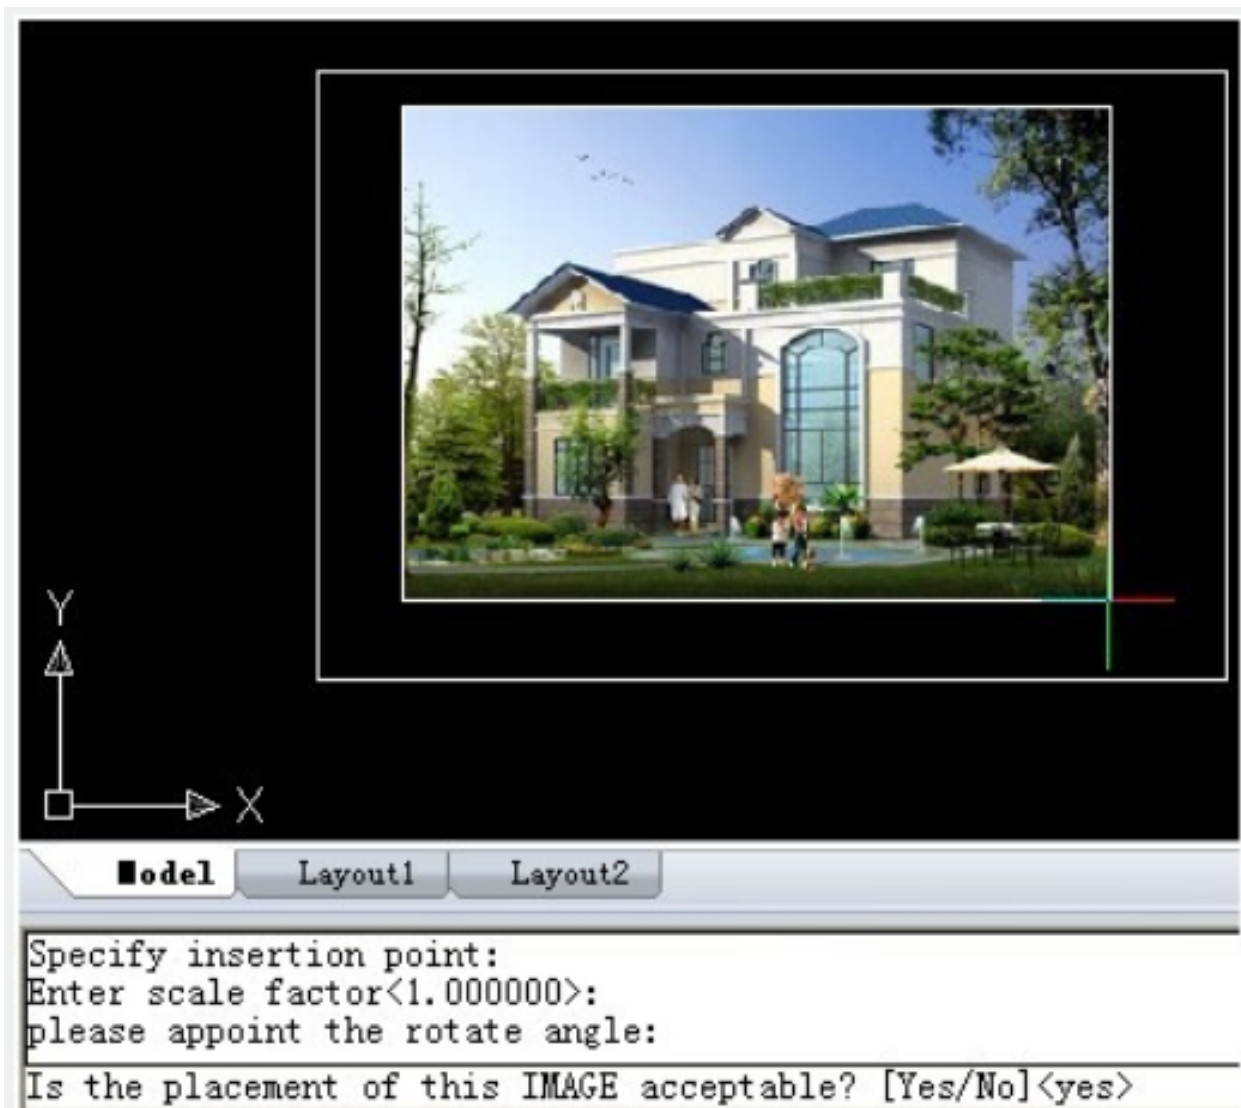 Y
X
Model Layout1 Layout2
Specify insertion point:
Enter scale factor<1.000000>:
please appoint the rotate angle:
Is the placement of this IMAGE acceptable? [Yes/No]<yes>